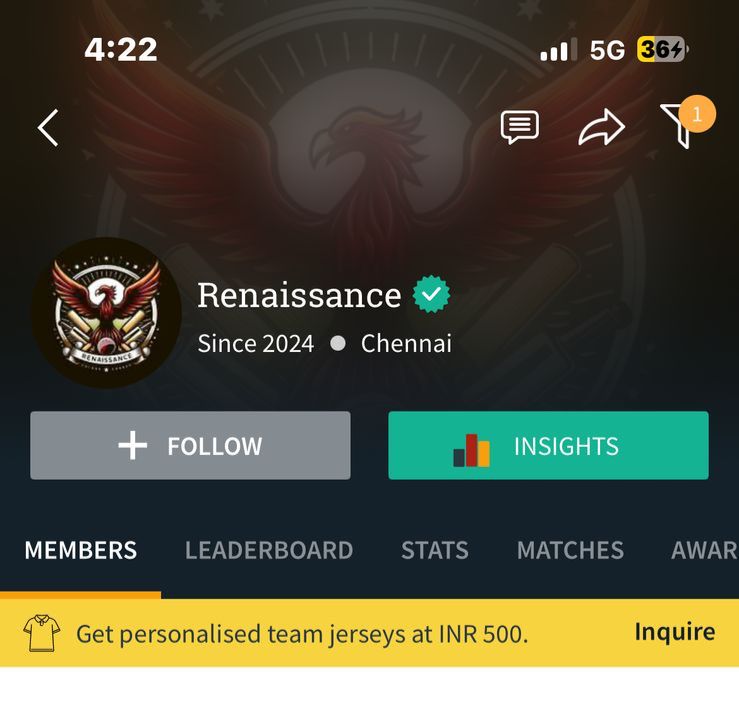 4:22
5G
36
1
RENAISSANCE
Renaissance
Since 2024 ● Chennai
+ FOLLOW
INSIGHTS
MEMBERS LEADERBOARD STATS MATCHES AWAR
Get personalised team jerseys at INR 500. Inquire